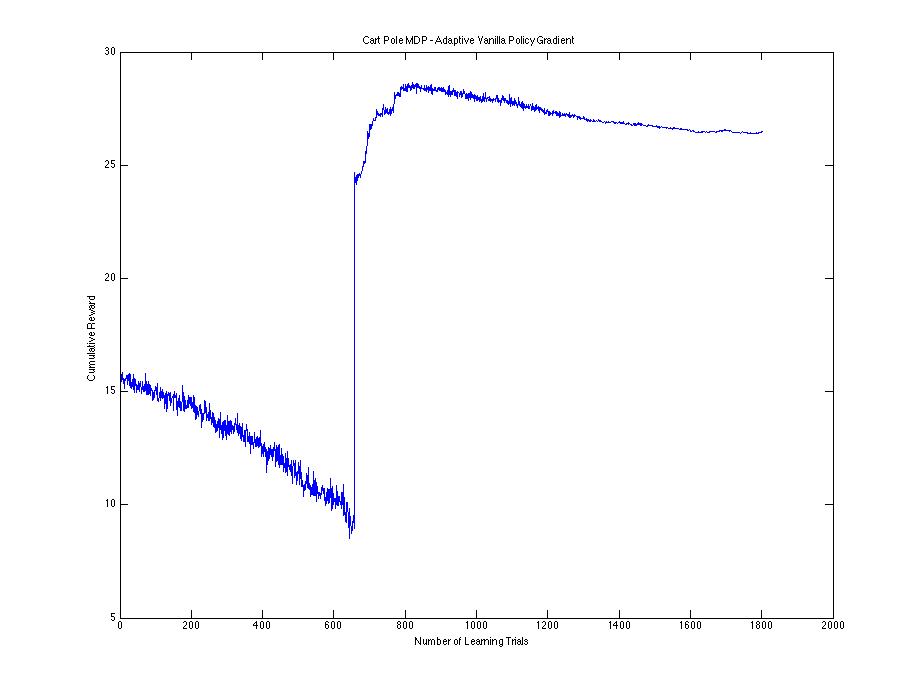 Cart Pole MDP - Adaptive Vanilla Policy Gradient
30
25
20
15
10
5
Cumulative Reward
0 200 400 600 800 1000 1200 1400 1600 1800 2000
Number of Learning Trials